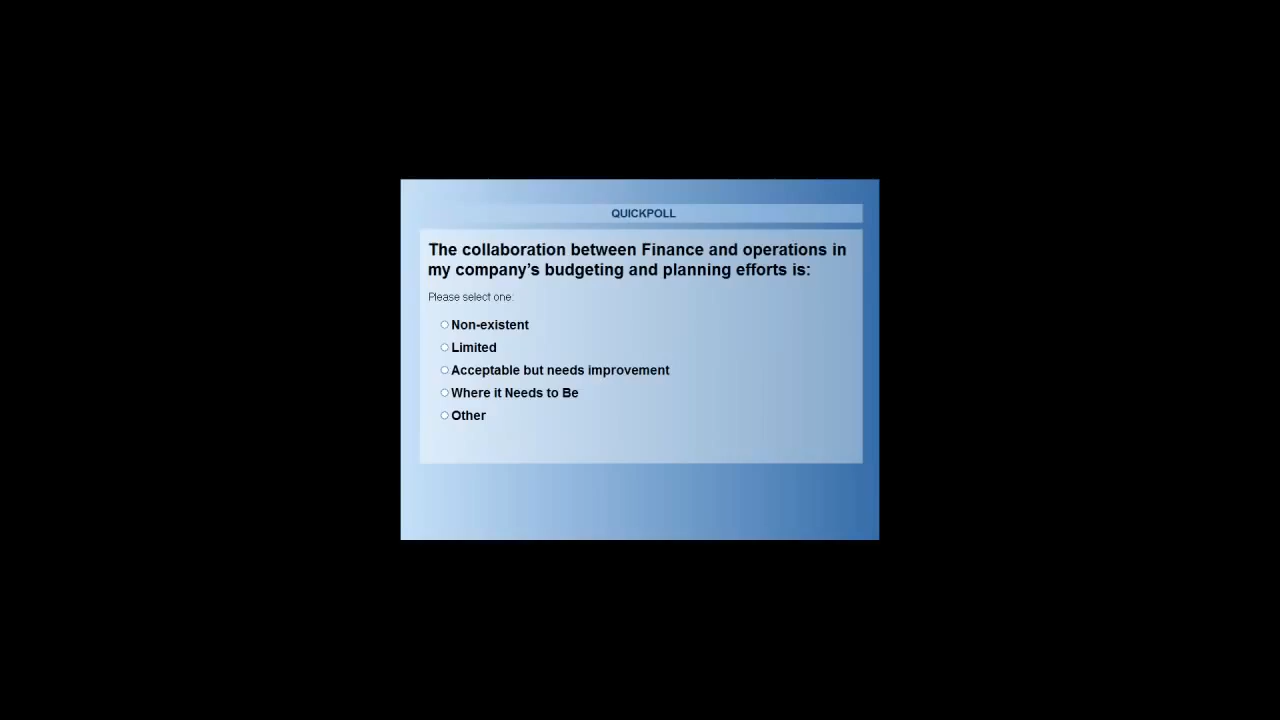 QUICKPOLL
The collaboration between Finance and operations in
my company’s budgeting and planning efforts is:
Please select one:
Non-existent
Limited
Acceptable but needs improvement
Where it Needs to Be
Other